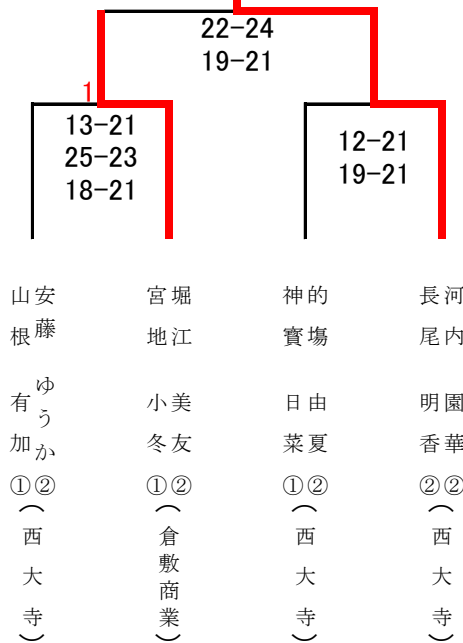 22-24
19-21
1
13-21
25-23
18-21
12-21
19-21
安藤 ゆうか②
山根 有加①
(西大寺)
堀江 美友②
宮地 小冬①
(倉敷商業)
的場 由夏②
神寳 日菜①
(西大寺)
河内 園華②
長尾 明香②
(西大寺)